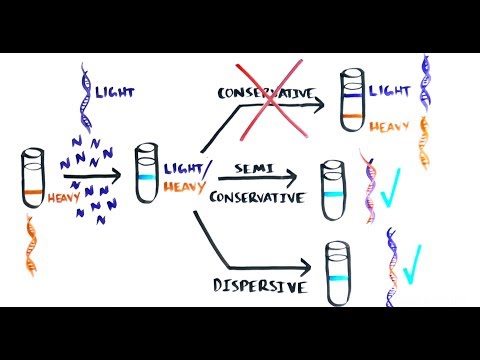 LIGHT
HEAVY
N N N N N N N N N N N N N N N
LIGHT/
HEAVY
CONSERVATIVE
LIGHT
HEAVY
SEMI
CONSERVATIVE
DISPERSIVE